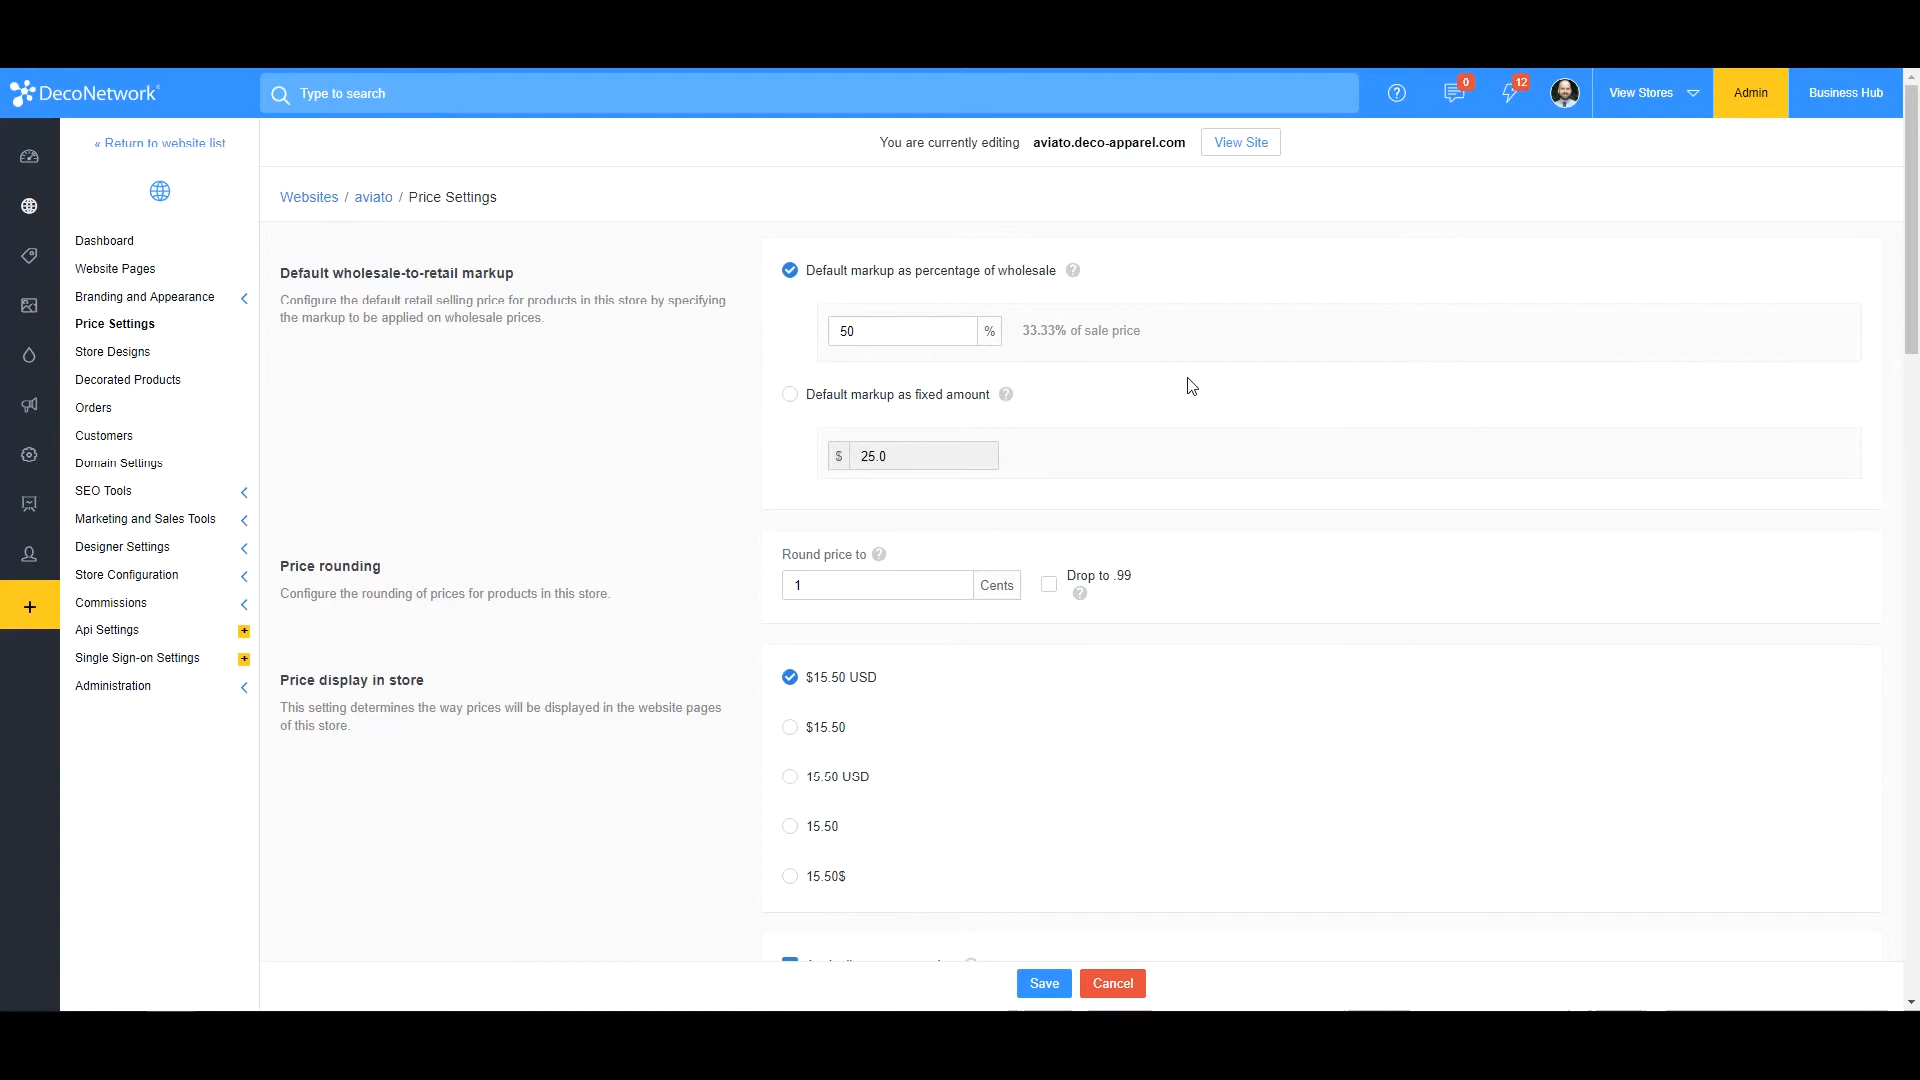 DecoNetwork
Type to search
0
12
View Stores
Admin
Business Hub
« Return to website list
You are currently editing aviato.deco-apparel.com View Site
Websites / aviato / Price Settings
Dashboard
Website Pages
Branding and Appearance
Price Settings
Store Designs
Decorated Products
Orders
Customers
Domain Settings
SEO Tools
Marketing and Sales Tools
Designer Settings
Store Configuration
Commissions
Api Settings
Single Sign-on Settings
Administration
Default wholesale-to-retail markup
Configure the default retail selling price for products in this store by specifying
the markup to be applied on wholesale prices.
Default markup as percentage of wholesale ?
50 % 33.33% of sale price
Default markup as fixed amount ?
$ 25.0
Price rounding
Configure the rounding of prices for products in this store.
Round price to ?
1 Cents
Drop to .99
?
Price display in store
This setting determines the way prices will be displayed in the website pages
of this store.
$15.50 USD
$15.50
15.50 USD
15.50
15.50$
Save Cancel